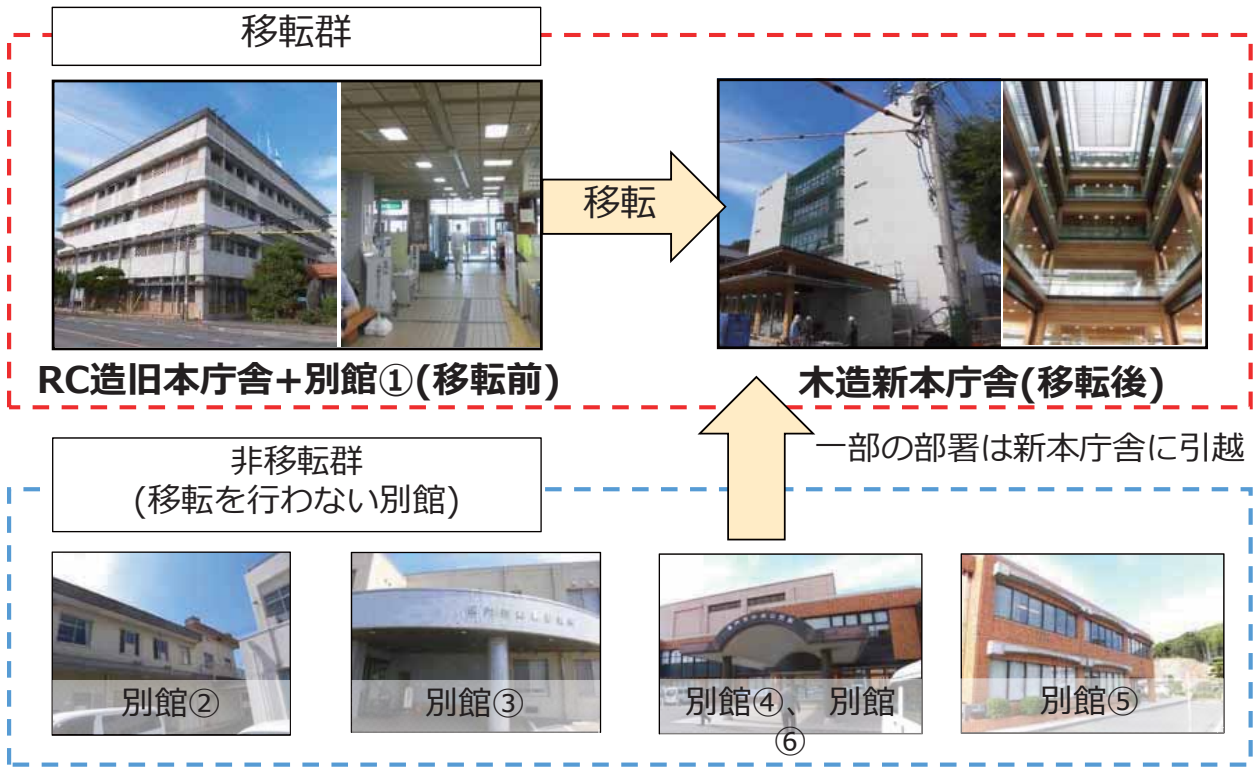 移転群
移転
RC造旧本庁舎+別館①(移転前)
木造新本庁舎(移転後)
一部の部署は新本庁舎に引越
非移転群
(移転を行わない別館)
別館②
別館③
別館④、 別館
⑥
別館⑤